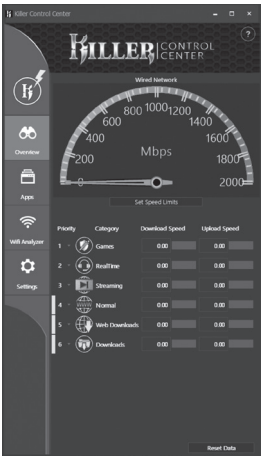 Killer Control Center
KILLER CONTROL CENTER
?
Wired Network
0 200 400 600 800 1000 1200 1400 1600 1800 2000
Mbps
Set Speed Limits
Overview
Apps
Wifi Analyzer
Settings
Priority Category Download Speed Upload Speed
1 Games 0.00 0.00
2 RealTime 0.00 0.00
3 Streaming 0.00 0.00
4 Normal 0.00 0.00
5 Web Downloads 0.00 0.00
6 Downloads 0.00 0.00
Reset Data